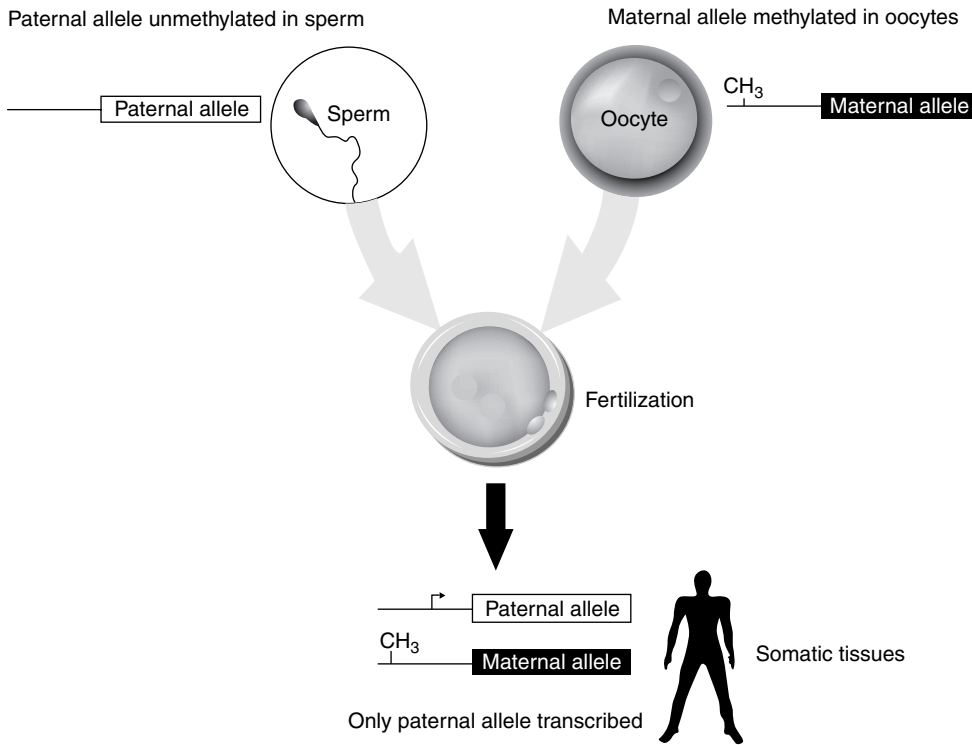 Paternal allele unmethylated in sperm
Maternal allele methylated in oocytes
Paternal allele
Sperm
Oocyte
CH3
Maternal allele
Fertilization
Paternal allele
CH3
Maternal allele
Somatic tissues
Only paternal allele transcribed